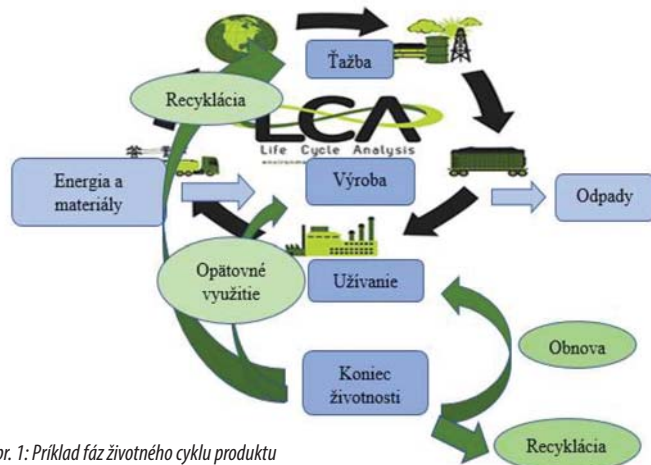 Ťažba
Recyklácia
LCA
Life Cycle Analysis
Energia a
materiály
Výroba
Odpady
Opätovné
využitie
Užívanie
Obnova
Koniec
životnosti
Recyklácia
br. 1: Príklad fáz životného cyklu produktu